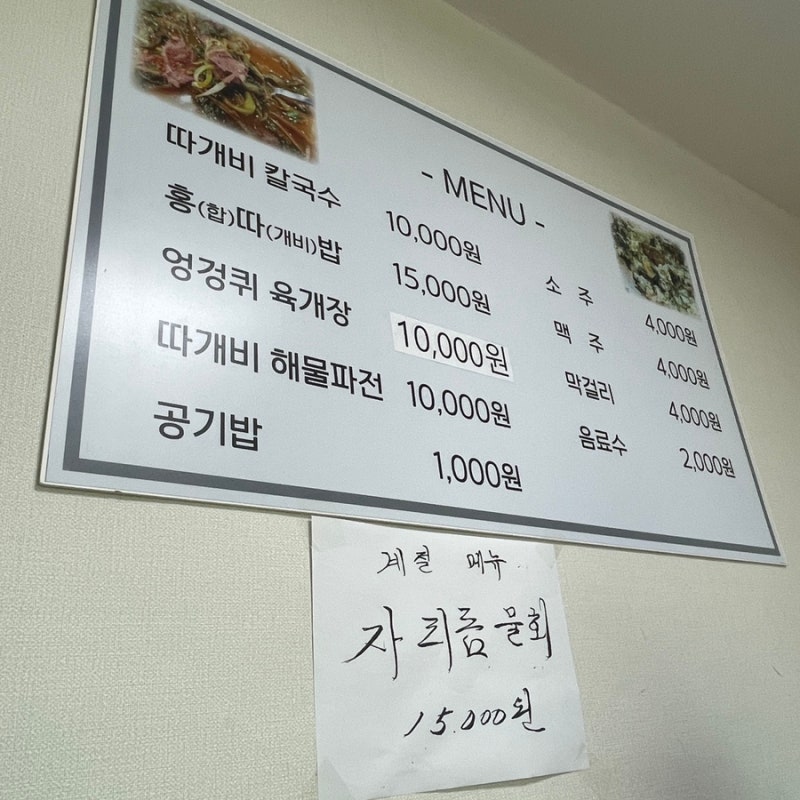 - MENU -
따개비 칼국수 10,000원
홍(합)따(개비)밥 15,000원
엉겅퀴 육개장 10,000원
따개비 해물파전 10,000원
공기밥 1,000원
소 주 4,000원
맥 주 4,000원
막걸리 4,000원
음료수 2,000원
계절 메뉴
자리돔 물회
15.000원